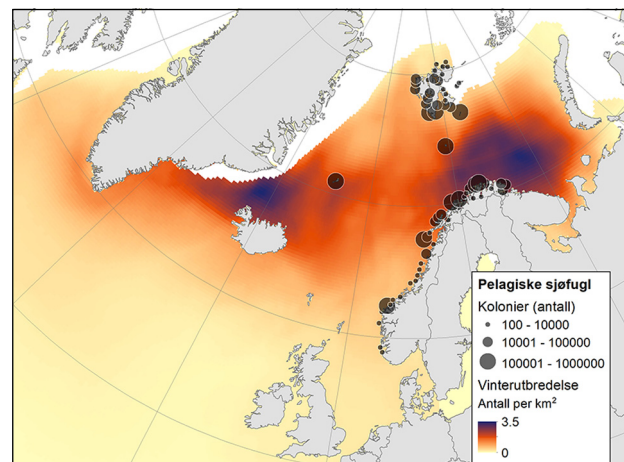 Pelagiske sjøfugl
Kolonier (antall)
100 - 10000
10001 - 100000
100001 - 1000000
Vinterutbredelse
Antall per km²
3.5
0